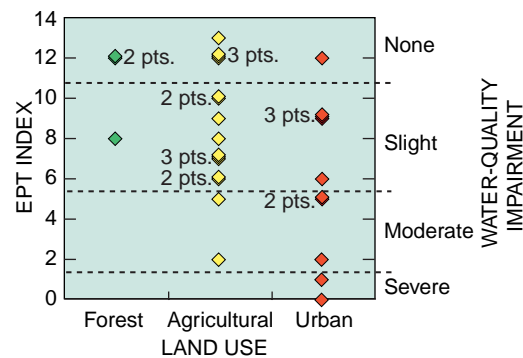 14
12
10
8
6
4
2
0
EPT INDEX
2 pts.
3 pts.
2 pts.
3 pts.
3 pts.
2 pts.
2 pts.
None
Slight
Moderate
Severe
WATER-QUALITY
IMPAIRMENT
Forest Agricultural Urban
LAND USE